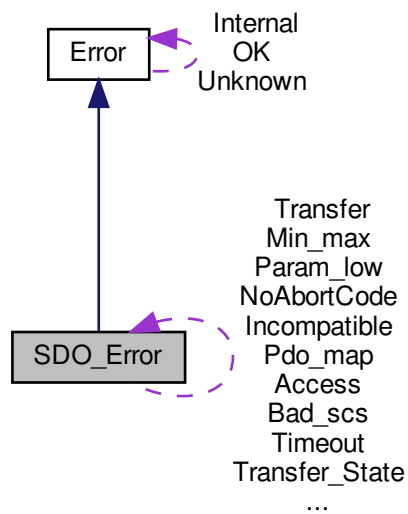 Internal
OK
Unknown
Error
Transfer
Min_max
Param_low
NoAbortCode
Incompatible
Pdo_map
Access
Bad_scs
Timeout
Transfer_State
...
SDO_Error